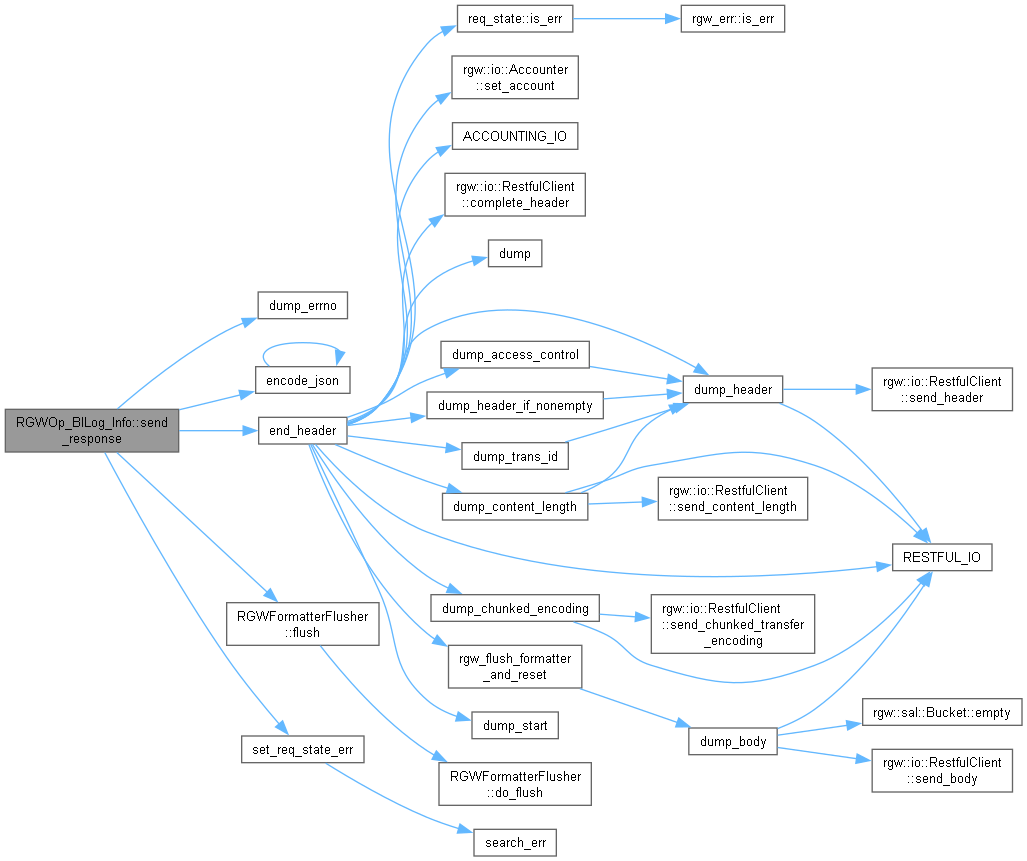 RGWOp_BILog_Info::send
_response
dump_errno
encode_json
end_header
RGWFormatterFlusher
::flush
set_req_state_err
req_state::is_err
rgw::io::Accounter
::set_account
ACCOUNTING_IO
rgw::io::RestfulClient
::complete_header
dump
dump_access_control
dump_header_if_nonempty
dump_trans_id
dump_content_length
dump_chunked_encoding
rgw_flush_formatter
_and_reset
dump_start
RGWFormatterFlusher
::do_flush
search_err
rgw_err::is_err
dump_header
rgw::io::RestfulClient
::send_content_length
rgw::io::RestfulClient
::send_chunked_transfer
_encoding
dump_body
rgw::io::RestfulClient
::send_header
RESTFUL_IO
rgw::sal::Bucket::empty
rgw::io::RestfulClient
::send_body